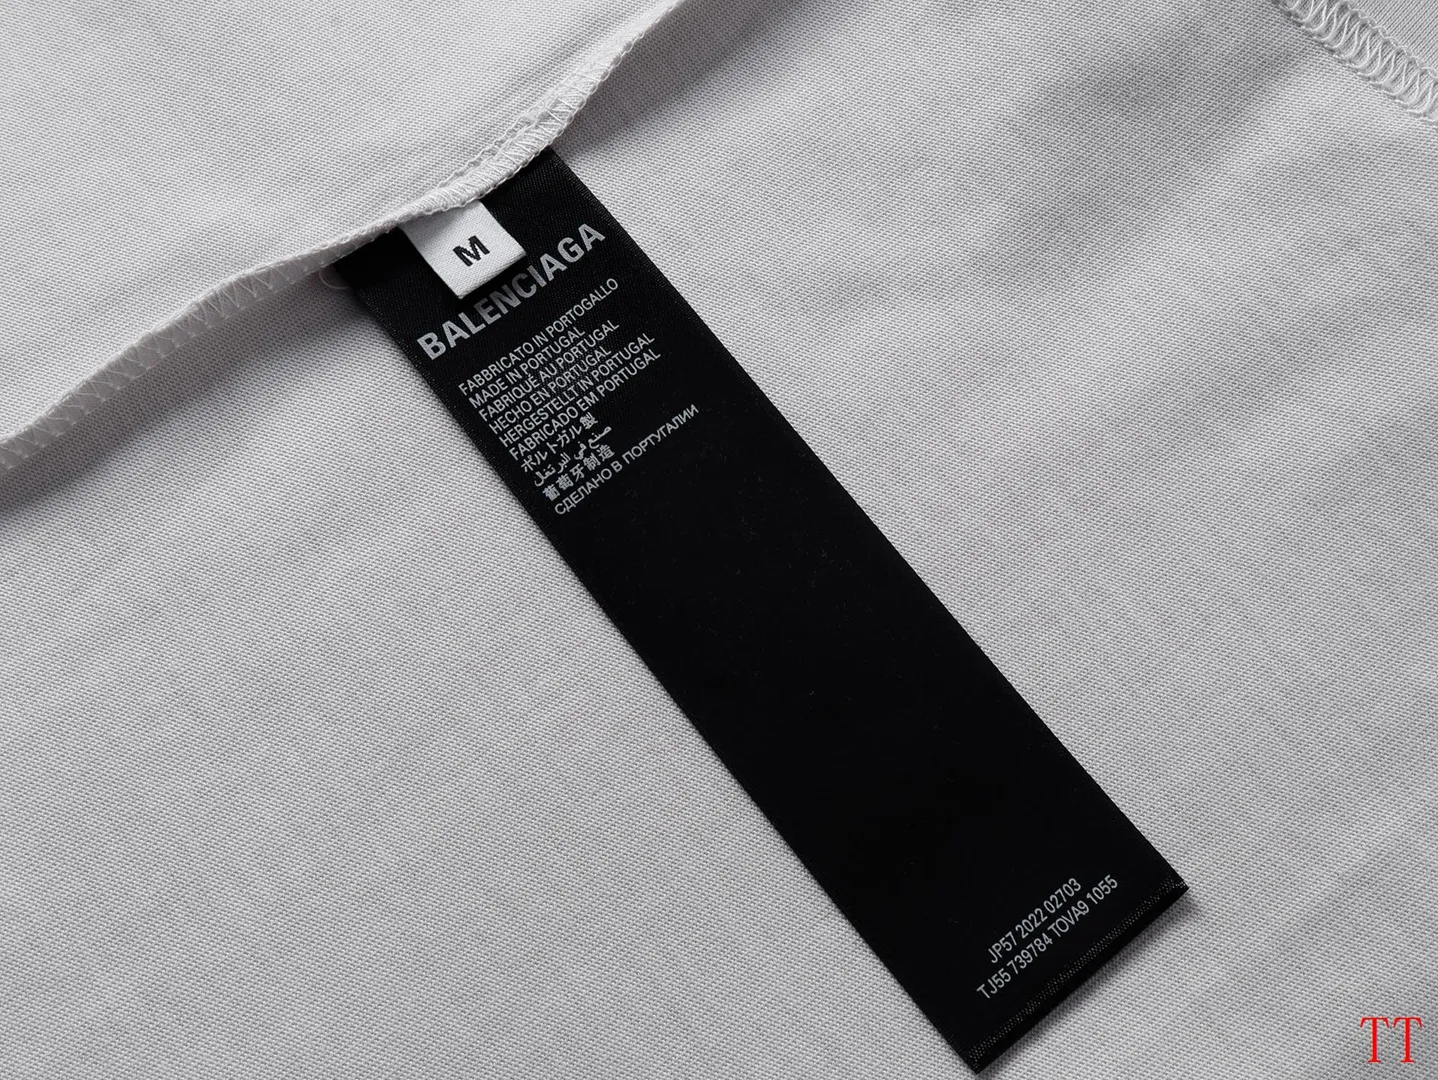 M
BALENCIAGA
FABBRICATO IN PORTOGALLO
MADE IN PORTUGAL
FABRIQUE AU PORTUGAL
HECHO EN PORTUGAL
HERGESTELLT IN PORTUGAL
FABRICADO EM PORTUGAL
ポルトガル製
صنع في البرتغال
葡萄牙制造
СДЕЛАНО В ПОРТУГАЛИИ
JP57 2022 02703
TJ55 739784 TOVA9 1055
TT